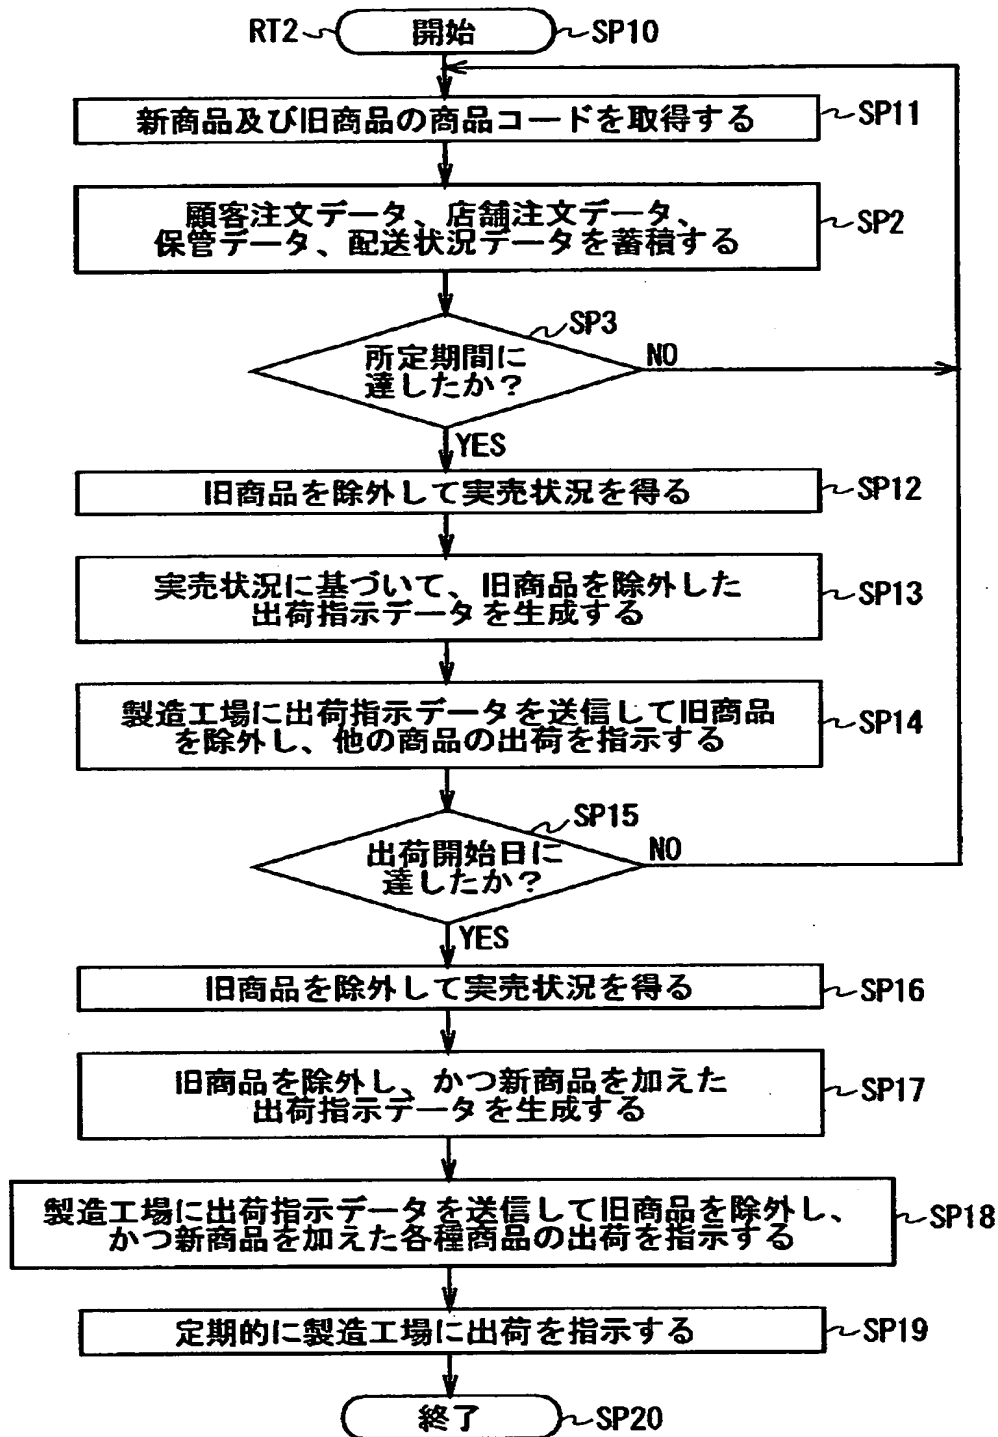 RT2 開始 SP10
新商品及び旧商品の商品コードを取得する SP11
顧客注文データ、店舗注文データ、
保管データ、配送状況データを蓄積する SP2
SP3
所定期間に
達したか？
NO
YES
旧商品を除外して実売状況を得る SP12
実売状況に基づいて、旧商品を除外した
出荷指示データを生成する SP13
製造工場に出荷指示データを送信して旧商品
を除外し、他の商品の出荷を指示する SP14
SP15
出荷開始日に
達したか？
NO
YES
旧商品を除外して実売状況を得る SP16
旧商品を除外し、かつ新商品を加えた
出荷指示データを生成する SP17
製造工場に出荷指示データを送信して旧商品を除外し、
かつ新商品を加えた各種商品の出荷を指示する SP18
定期的に製造工場に出荷を指示する SP19
終了 SP20